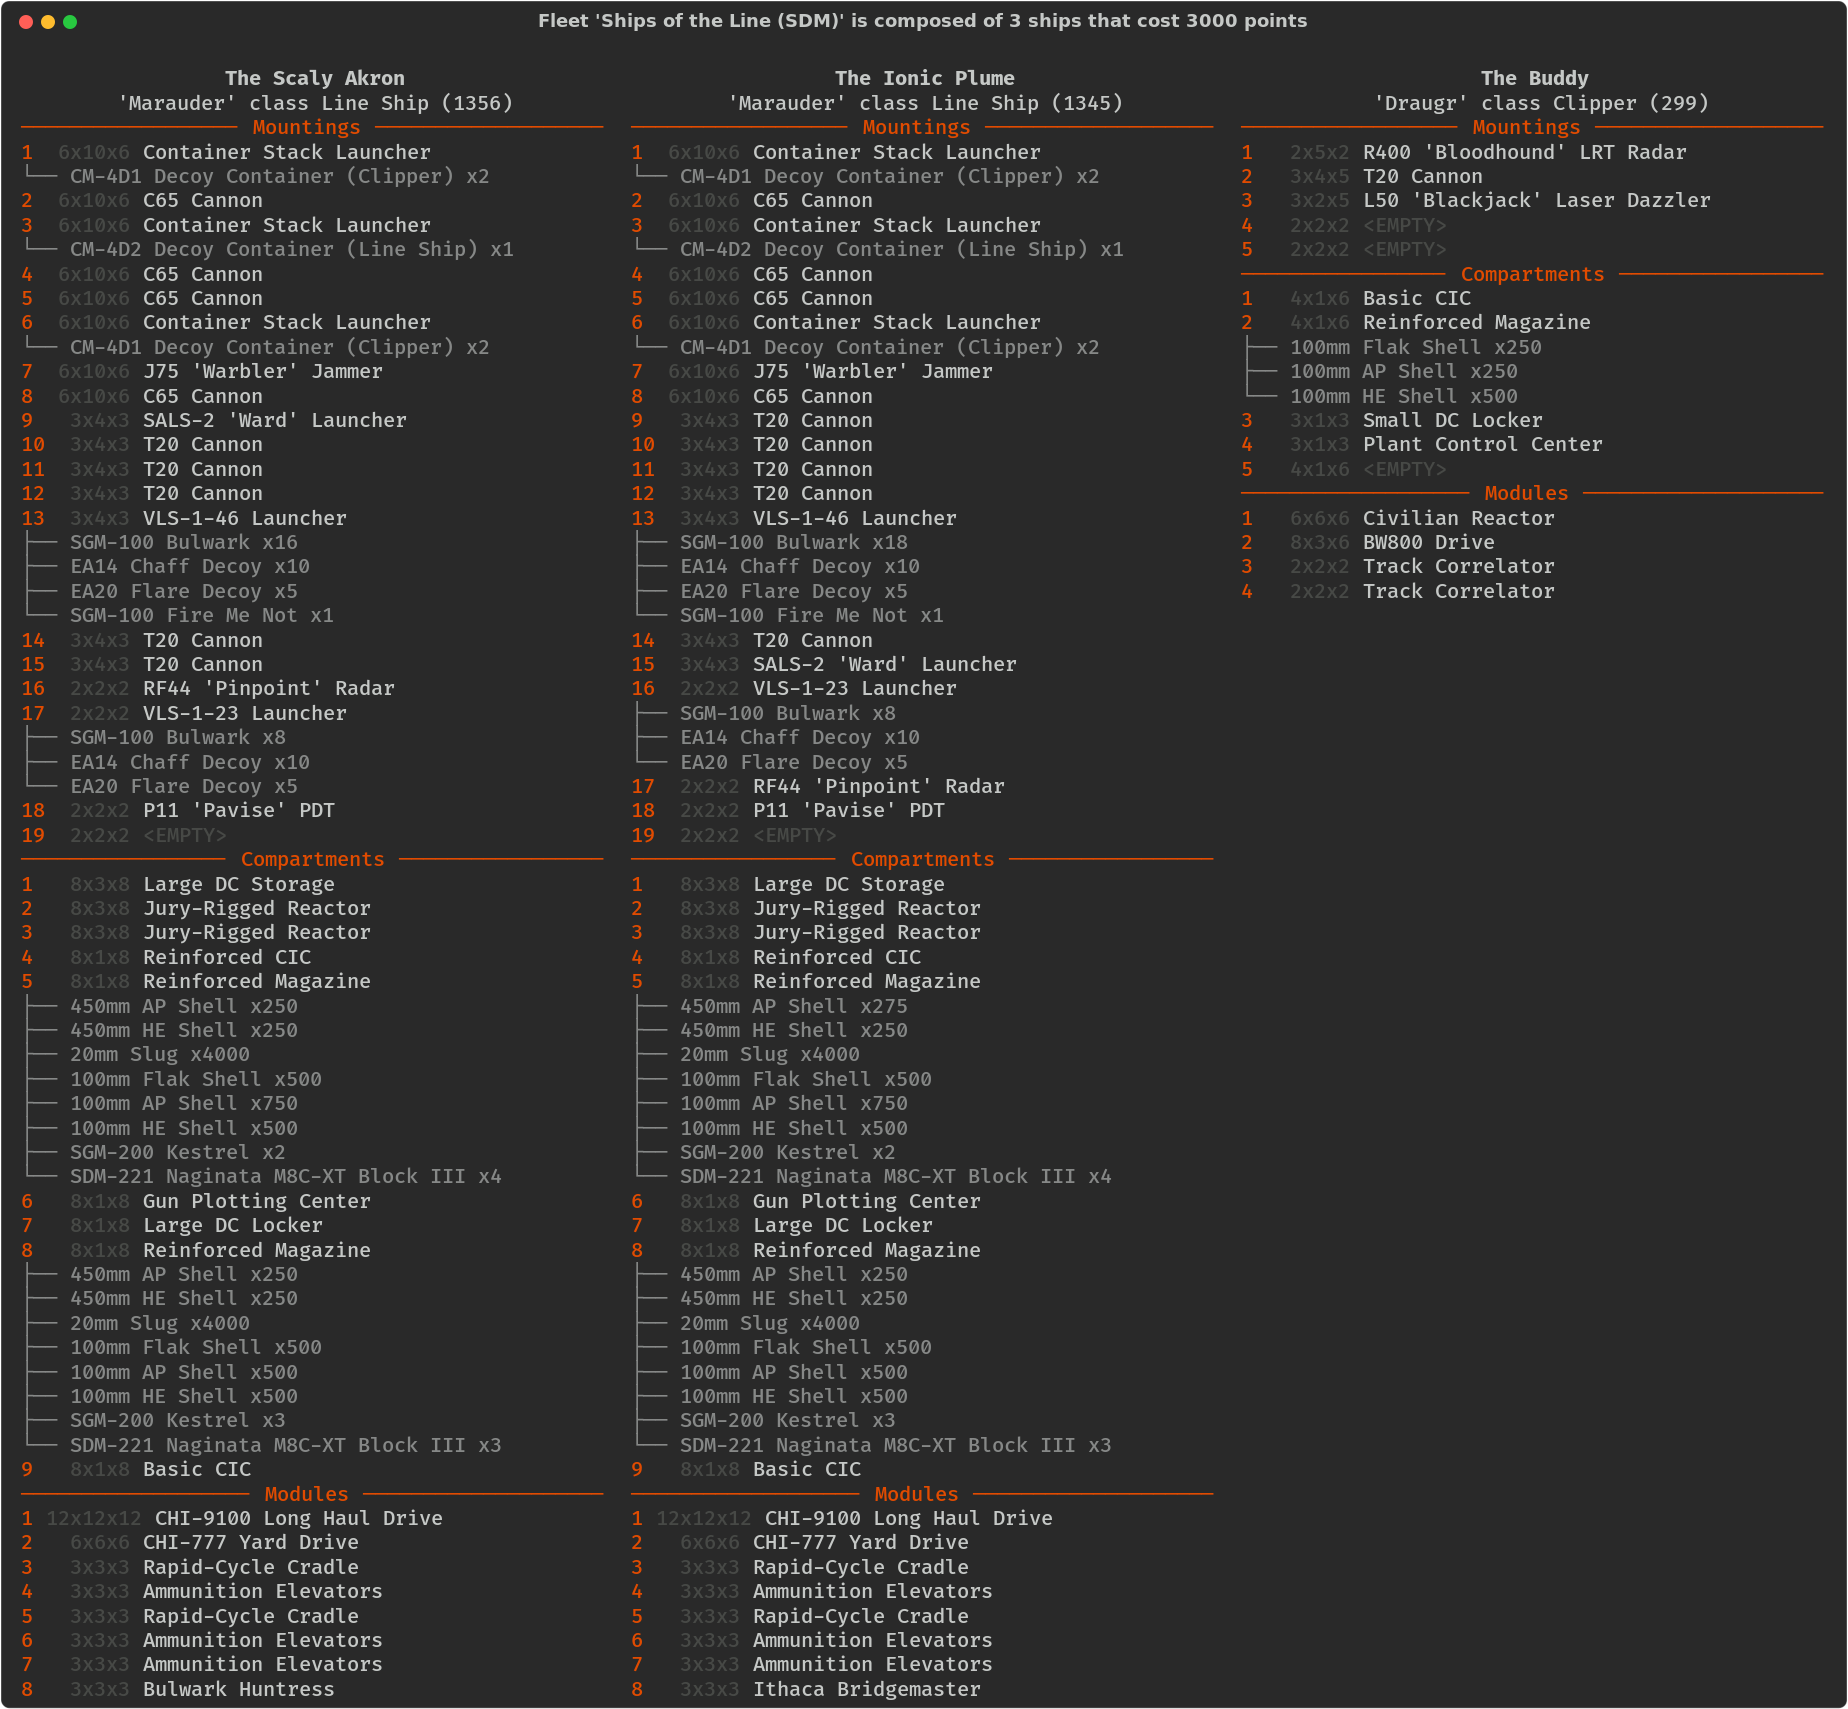 Fleet 'Ships of the Line (SDM)' is composed of 3 ships that cost 3000 points
The Scaly Akron
'Marauder' class Line Ship (1356)
Mountings
1 6x10x6 Container Stack Launcher
└── CM-4D1 Decoy Container (Clipper) x2
2 6x10x6 C65 Cannon
3 6x10x6 Container Stack Launcher
└── CM-4D2 Decoy Container (Line Ship) x1
4 6x10x6 C65 Cannon
5 6x10x6 C65 Cannon
6 6x10x6 Container Stack Launcher
└── CM-4D1 Decoy Container (Clipper) x2
7 6x10x6 J75 'Warbler' Jammer
8 6x10x6 C65 Cannon
9 3x4x3 SALS-2 'Ward' Launcher
10 3x4x3 T20 Cannon
11 3x4x3 T20 Cannon
12 3x4x3 T20 Cannon
13 3x4x3 VLS-1-46 Launcher
├── SGM-100 Bulwark x16
├── EA14 Chaff Decoy x10
├── EA20 Flare Decoy x5
└── SGM-100 Fire Me Not x1
14 3x4x3 T20 Cannon
15 3x4x3 T20 Cannon
16 2x2x2 RF44 'Pinpoint' Radar
17 2x2x2 VLS-1-23 Launcher
├── SGM-100 Bulwark x8
├── EA14 Chaff Decoy x10
└── EA20 Flare Decoy x5
18 2x2x2 P11 'Pavise' PDT
19 2x2x2 <EMPTY>
Compartments
1 8x3x8 Large DC Storage
2 8x3x8 Jury-Rigged Reactor
3 8x3x8 Jury-Rigged Reactor
4 8x1x8 Reinforced CIC
5 8x1x8 Reinforced Magazine
├── 450mm AP Shell x250
├── 450mm HE Shell x250
├── 20mm Slug x4000
├── 100mm Flak Shell x500
├── 100mm AP Shell x750
├── 100mm HE Shell x500
├── SGM-200 Kestrel x2
└── SDM-221 Naginata M8C-XT Block III x4
6 8x1x8 Gun Plotting Center
7 8x1x8 Large DC Locker
8 8x1x8 Reinforced Magazine
├── 450mm AP Shell x250
├── 450mm HE Shell x250
├── 20mm Slug x4000
├── 100mm Flak Shell x500
├── 100mm AP Shell x500
├── 100mm HE Shell x500
├── SGM-200 Kestrel x3
└── SDM-221 Naginata M8C-XT Block III x3
9 8x1x8 Basic CIC
Modules
1 12x12x12 CHI-9100 Long Haul Drive
2 6x6x6 CHI-777 Yard Drive
3 3x3x3 Rapid-Cycle Cradle
4 3x3x3 Ammunition Elevators
5 3x3x3 Rapid-Cycle Cradle
6 3x3x3 Ammunition Elevators
7 3x3x3 Ammunition Elevators
8 3x3x3 Bulwark Huntress
The Ionic Plume
'Marauder' class Line Ship (1345)
Mountings
1 6x10x6 Container Stack Launcher
└── CM-4D1 Decoy Container (Clipper) x2
2 6x10x6 C65 Cannon
3 6x10x6 Container Stack Launcher
└── CM-4D2 Decoy Container (Line Ship) x1
4 6x10x6 C65 Cannon
5 6x10x6 C65 Cannon
6 6x10x6 Container Stack Launcher
└── CM-4D1 Decoy Container (Clipper) x2
7 6x10x6 J75 'Warbler' Jammer
8 6x10x6 C65 Cannon
9 3x4x3 T20 Cannon
10 3x4x3 T20 Cannon
11 3x4x3 T20 Cannon
12 3x4x3 T20 Cannon
13 3x4x3 VLS-1-46 Launcher
├── SGM-100 Bulwark x18
├── EA14 Chaff Decoy x10
├── EA20 Flare Decoy x5
└── SGM-100 Fire Me Not x1
14 3x4x3 T20 Cannon
15 3x4x3 SALS-2 'Ward' Launcher
16 2x2x2 VLS-1-23 Launcher
├── SGM-100 Bulwark x8
├── EA14 Chaff Decoy x10
└── EA20 Flare Decoy x5
17 2x2x2 RF44 'Pinpoint' Radar
18 2x2x2 P11 'Pavise' PDT
19 2x2x2 <EMPTY>
Compartments
1 8x3x8 Large DC Storage
2 8x3x8 Jury-Rigged Reactor
3 8x3x8 Jury-Rigged Reactor
4 8x1x8 Reinforced CIC
5 8x1x8 Reinforced Magazine
├── 450mm AP Shell x275
├── 450mm HE Shell x250
├── 20mm Slug x4000
├── 100mm Flak Shell x500
├── 100mm AP Shell x750
├── 100mm HE Shell x500
├── SGM-200 Kestrel x2
└── SDM-221 Naginata M8C-XT Block III x4
6 8x1x8 Gun Plotting Center
7 8x1x8 Large DC Locker
8 8x1x8 Reinforced Magazine
├── 450mm AP Shell x250
├── 450mm HE Shell x250
├── 20mm Slug x4000
├── 100mm Flak Shell x500
├── 100mm AP Shell x500
├── 100mm HE Shell x500
├── SGM-200 Kestrel x3
└── SDM-221 Naginata M8C-XT Block III x3
9 8x1x8 Basic CIC
Modules
1 12x12x12 CHI-9100 Long Haul Drive
2 6x6x6 CHI-777 Yard Drive
3 3x3x3 Rapid-Cycle Cradle
4 3x3x3 Ammunition Elevators
5 3x3x3 Rapid-Cycle Cradle
6 3x3x3 Ammunition Elevators
7 3x3x3 Ammunition Elevators
8 3x3x3 Ithaca Bridgemaster
The Buddy
'Draugr' class Clipper (299)
Mountings
1 2x5x2 R400 'Bloodhound' LRT Radar
2 3x4x5 T20 Cannon
3 3x2x5 L50 'Blackjack' Laser Dazzler
4 2x2x2 <EMPTY>
5 2x2x2 <EMPTY>
Compartments
1 4x1x6 Basic CIC
2 4x1x6 Reinforced Magazine
├── 100mm Flak Shell x250
├── 100mm AP Shell x250
└── 100mm HE Shell x500
3 3x1x3 Small DC Locker
4 3x1x3 Plant Control Center
5 4x1x6 <EMPTY>
Modules
1 6x6x6 Civilian Reactor
2 8x3x6 BW800 Drive
3 2x2x2 Track Correlator
4 2x2x2 Track Correlator